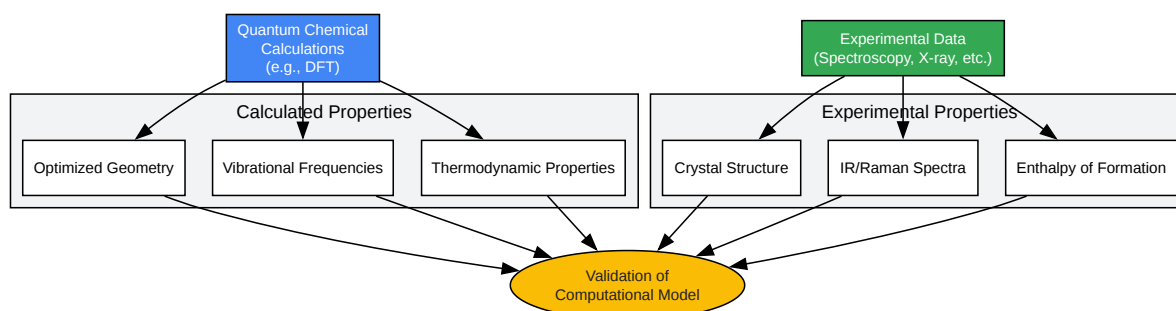 Quantum Chemical
Calculations
(e.g., DFT)
Experimental Data
(Spectroscopy, X-ray, etc.)
Calculated Properties
Experimental Properties
Optimized Geometry
Vibrational Frequencies
Thermodynamic Properties
Crystal Structure
IR/Raman Spectra
Enthalpy of Formation
Validation of
Computational Model